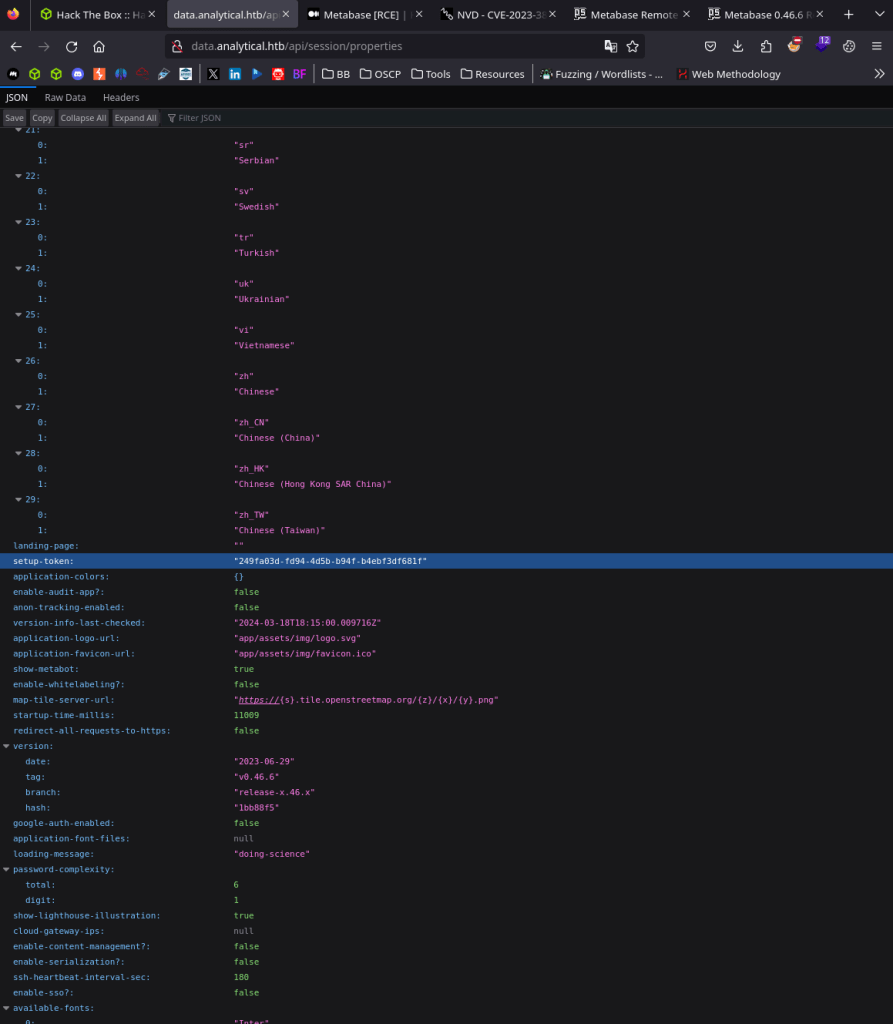 Hack The Box :: Ha
data.analytical.htb/ap
Metabase [RCE] |
NVD - CVE-2023-38
Metabase Remote
Metabase 0.46.6 R
data.analytical.htb/api/session/properties
12
BF
BB
OSCP
Tools
Resources
Fuzzing / Wordlists - ...
Web Methodology
JSON Raw Data Headers
Save Copy Collapse All Expand All Filter JSON
21:
0: "sr"
1: "Serbian"
22:
0: "sv"
1: "Swedish"
23:
0: "tr"
1: "Turkish"
24:
0: "uk"
1: "Ukrainian"
25:
0: "vi"
1: "Vietnamese"
26:
0: "zh"
1: "Chinese"
27:
0: "zh_CN"
1: "Chinese (China)"
28:
0: "zh_HK"
1: "Chinese (Hong Kong SAR China)"
29:
0: "zh_TW"
1: "Chinese (Taiwan)"
landing-page: ""
setup-token: "249fa03d-fd94-4d5b-b94f-b4ebf3df681f"
application-colors: {}
enable-audit-app?: false
anon-tracking-enabled: false
version-info-last-checked: "2024-03-18T18:15:00.009716Z"
application-logo-url: "app/assets/img/logo.svg"
application-favicon-url: "app/assets/img/favicon.ico"
show-metabot: true
enable-whitelabeling?: false
map-tile-server-url: "https://{s}.tile.openstreetmap.org/{z}/{x}/{y}.png"
startup-time-millis: 11009
redirect-all-requests-to-https: false
version:
date: "2023-06-29"
tag: "v0.46.6"
branch: "release-x.46.x"
hash: "1bb88f5"
google-auth-enabled: false
application-font-files: null
loading-message: "doing-science"
password-complexity:
total: 6
digit: 1
show-lighthouse-illustration: true
cloud-gateway-ips: null
enable-content-management?: false
enable-serialization?: false
ssh-heartbeat-interval-sec: 180
enable-sso?: false
available-fonts:
0: "Inter"